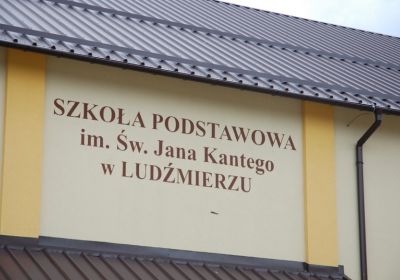 SZKOŁA PODSTAWOWA
im. Św. Jana Kantego
w LUDŹMIERZU